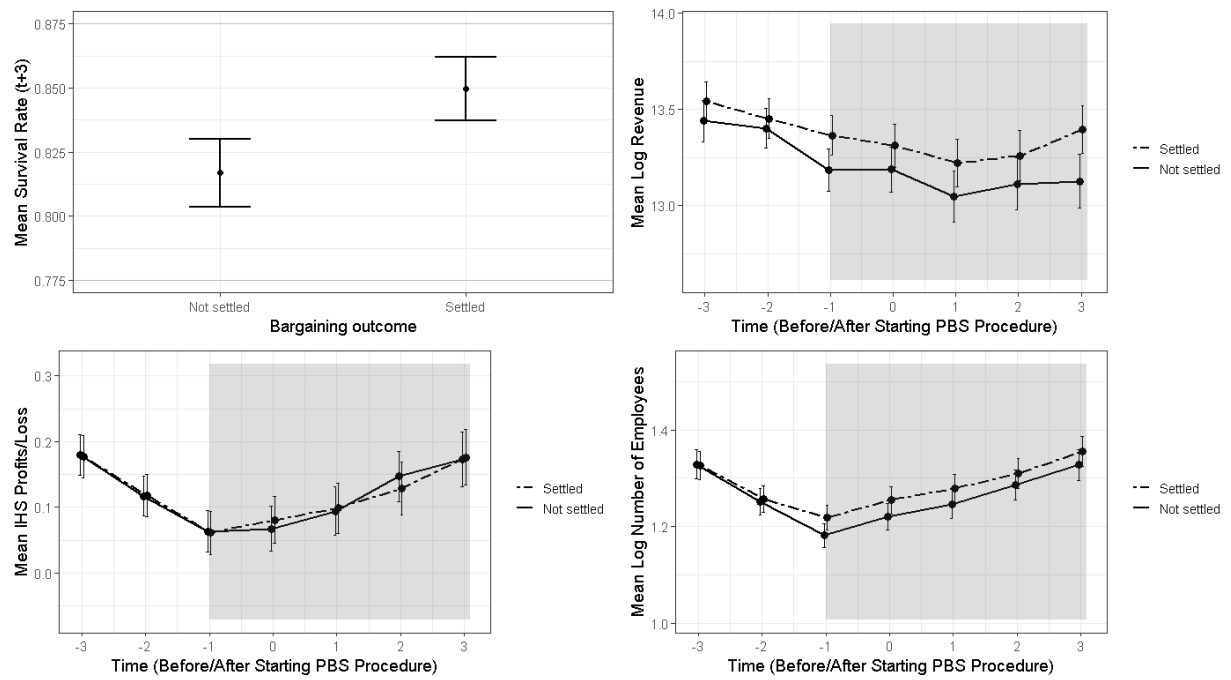 Mean Survival Rate (t+3)
0.875
0.850
0.825
0.800
0.775
Not settled
Settled
Bargaining outcome
Mean Log Revenue
14.0
13.5
13.0
-3
-2
-1
0
1
2
3
Time (Before/After Starting PBS Procedure)
Settled
Not settled
Mean IHS Profits/Loss
0.3
0.2
0.1
0.0
-3
-2
-1
0
1
2
3
Time (Before/After Starting PBS Procedure)
Settled
Not settled
Mean Log Number of Employees
1.4
1.2
1.0
-3
-2
-1
0
1
2
3
Time (Before/After Starting PBS Procedure)
Settled
Not settled